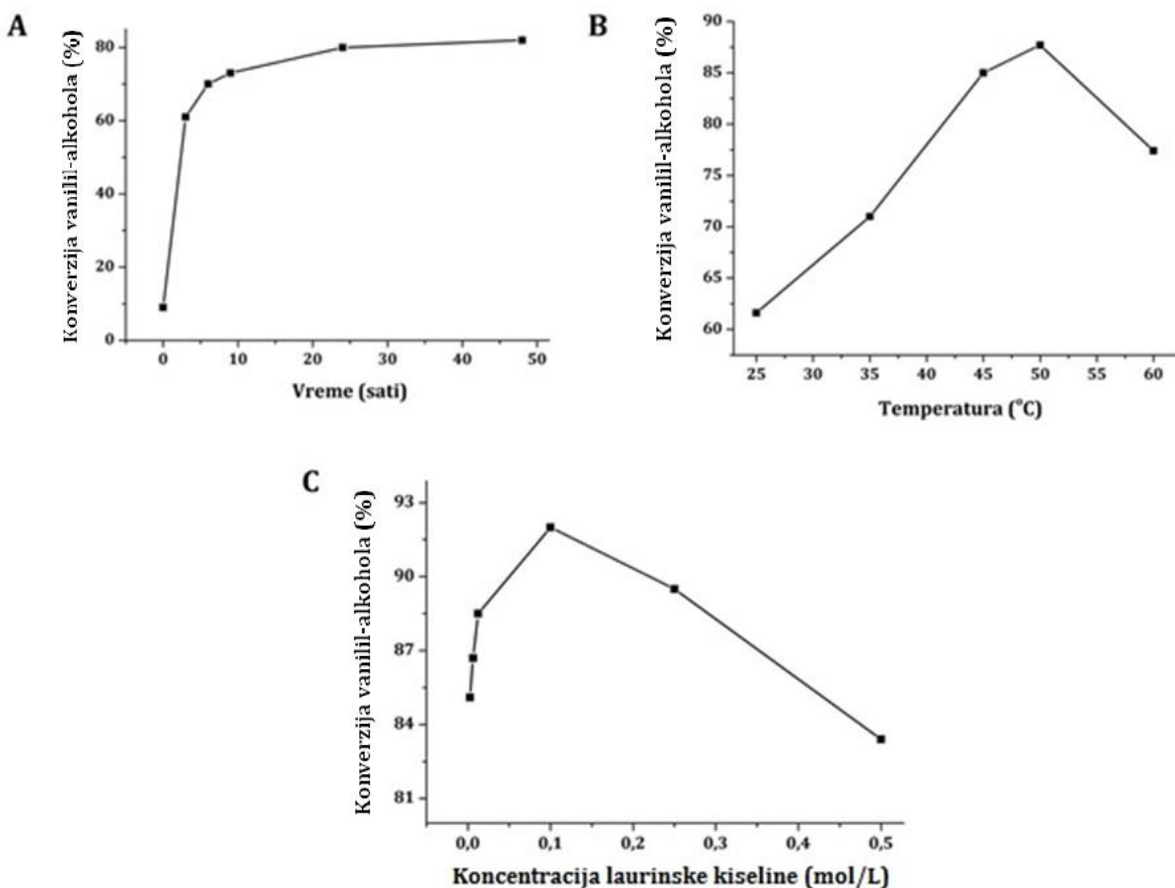 A
Konverzija vanilil-alkohola (%)
80
60
40
20
0
0 10 20 30 40 50
Vreme (sati)
B
Konverzija vanilil-alkohola (%)
90
85
80
75
70
65
60
25 30 35 40 45 50 55 60
Temperatura (°C)
C
Konverzija vanilil-alkohola (%)
93
90
87
84
81
0,0 0,1 0,2 0,3 0,4 0,5
Koncentracija laurinske kiseline (mol/L)